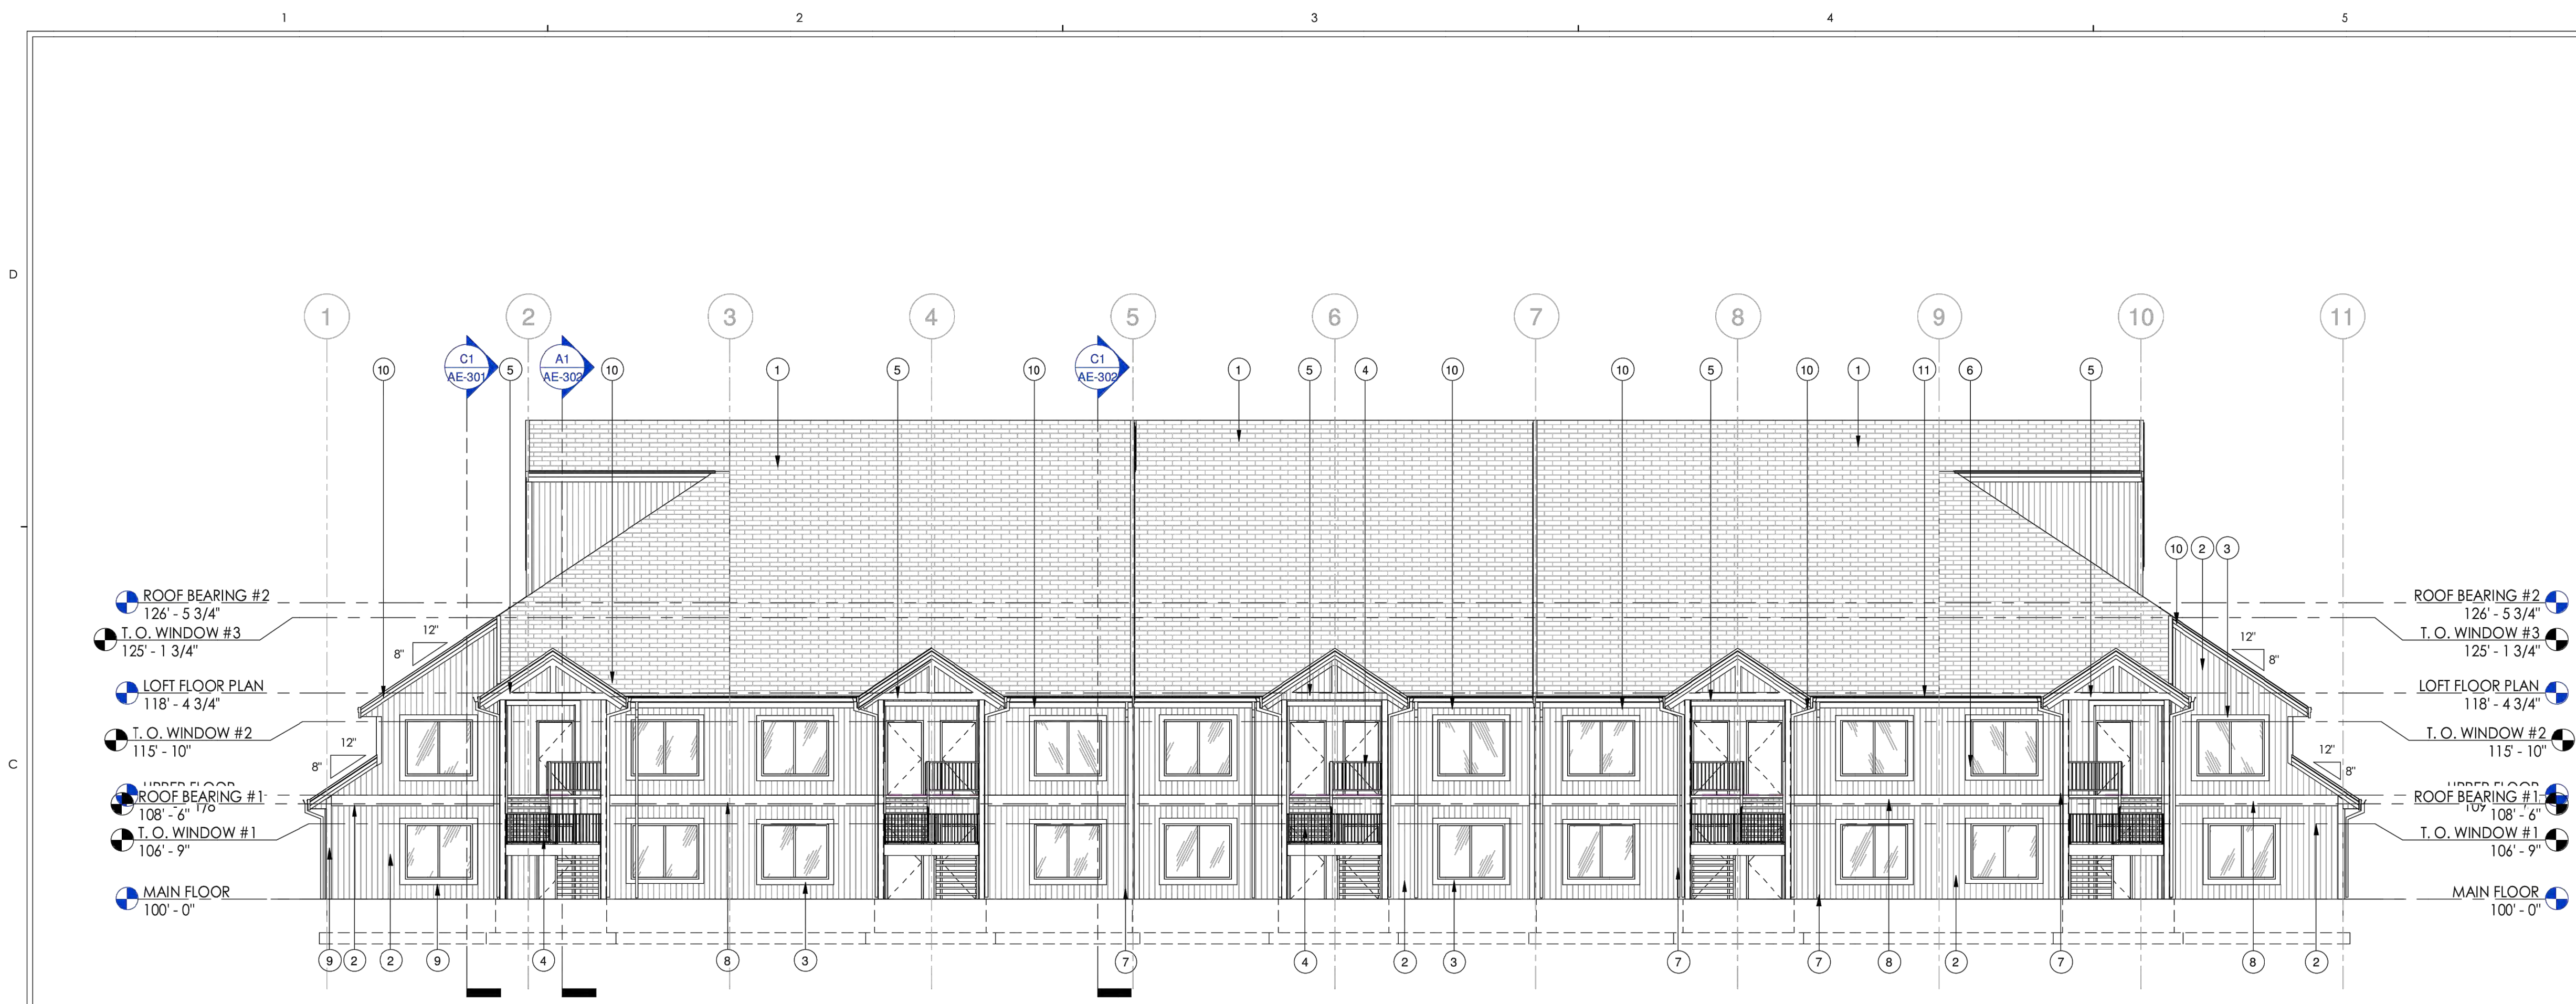 1 2 3 4 5
D
1 2 3 4 5 6 7 8 9 10 11
10 C1 5 A1 10 1 5 10 C1 1 5 4 10 10 5 10 1 11 6 5
AE-301 AE-302 AE-302
10 2 3
ROOF BEARING #2 ROOF BEARING #2
126' - 5 3/4" 126' - 5 3/4"
12" 12"
T. O. WINDOW #3 T. O. WINDOW #3
125' - 1 3/4" 125' - 1 3/4"
8" 8"
LOFT FLOOR PLAN LOFT FLOOR PLAN
118' - 4 3/4" 118' - 4 3/4"
T. O. WINDOW #2 T. O. WINDOW #2
115' - 10" 115' - 10"
12" 12"
C
8" 8"
UPPER FLOOR UPPER FLOOR
ROOF BEARING #1 ROOF BEARING #1
108' - 6" 108' - 6"
T. O. WINDOW #1 T. O. WINDOW #1
106' - 9" 106' - 9"
MAIN FLOOR MAIN FLOOR
100' - 0" 100' - 0"
9 2 2 9 4 8 3 7 4 2 3 7 7 8 2 7 8 2